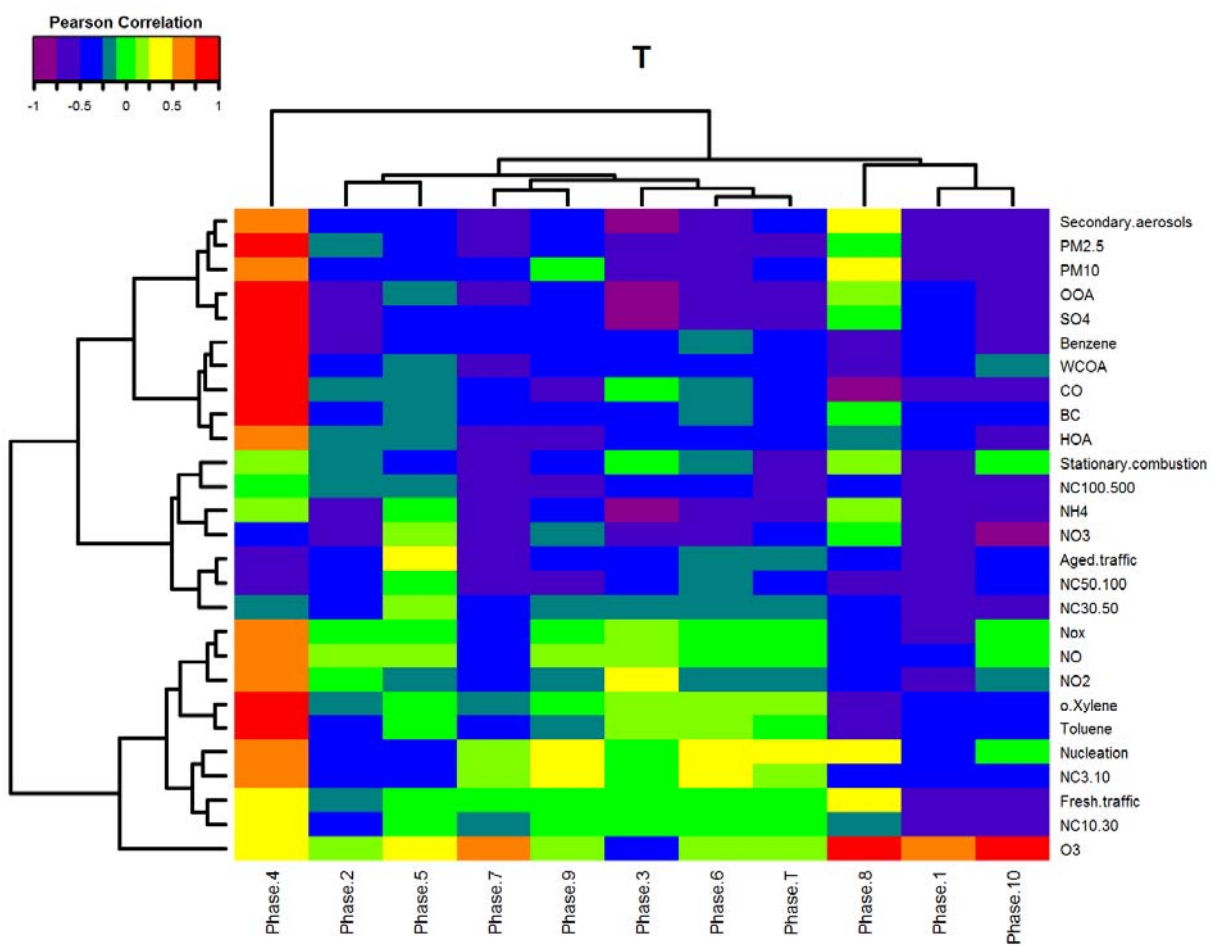 Pearson Correlation
-1 -0.5 0 0.5 1
T
Secondary.aerosols
PM2.5
PM10
OOA
SO4
Benzene
WCOA
CO
BC
HOA
Stationary.combustion
NC100.500
NH4
NO3
Aged.traffic
NC50.100
NC30.50
Nox
NO
NO2
o.Xylene
Toluene
Nucleation
NC3.10
Fresh.traffic
NC10.30
O3
Phase.4
Phase.2
Phase.5
Phase.7
Phase.9
Phase.3
Phase.6
Phase.T
Phase.8
Phase.1
Phase.10